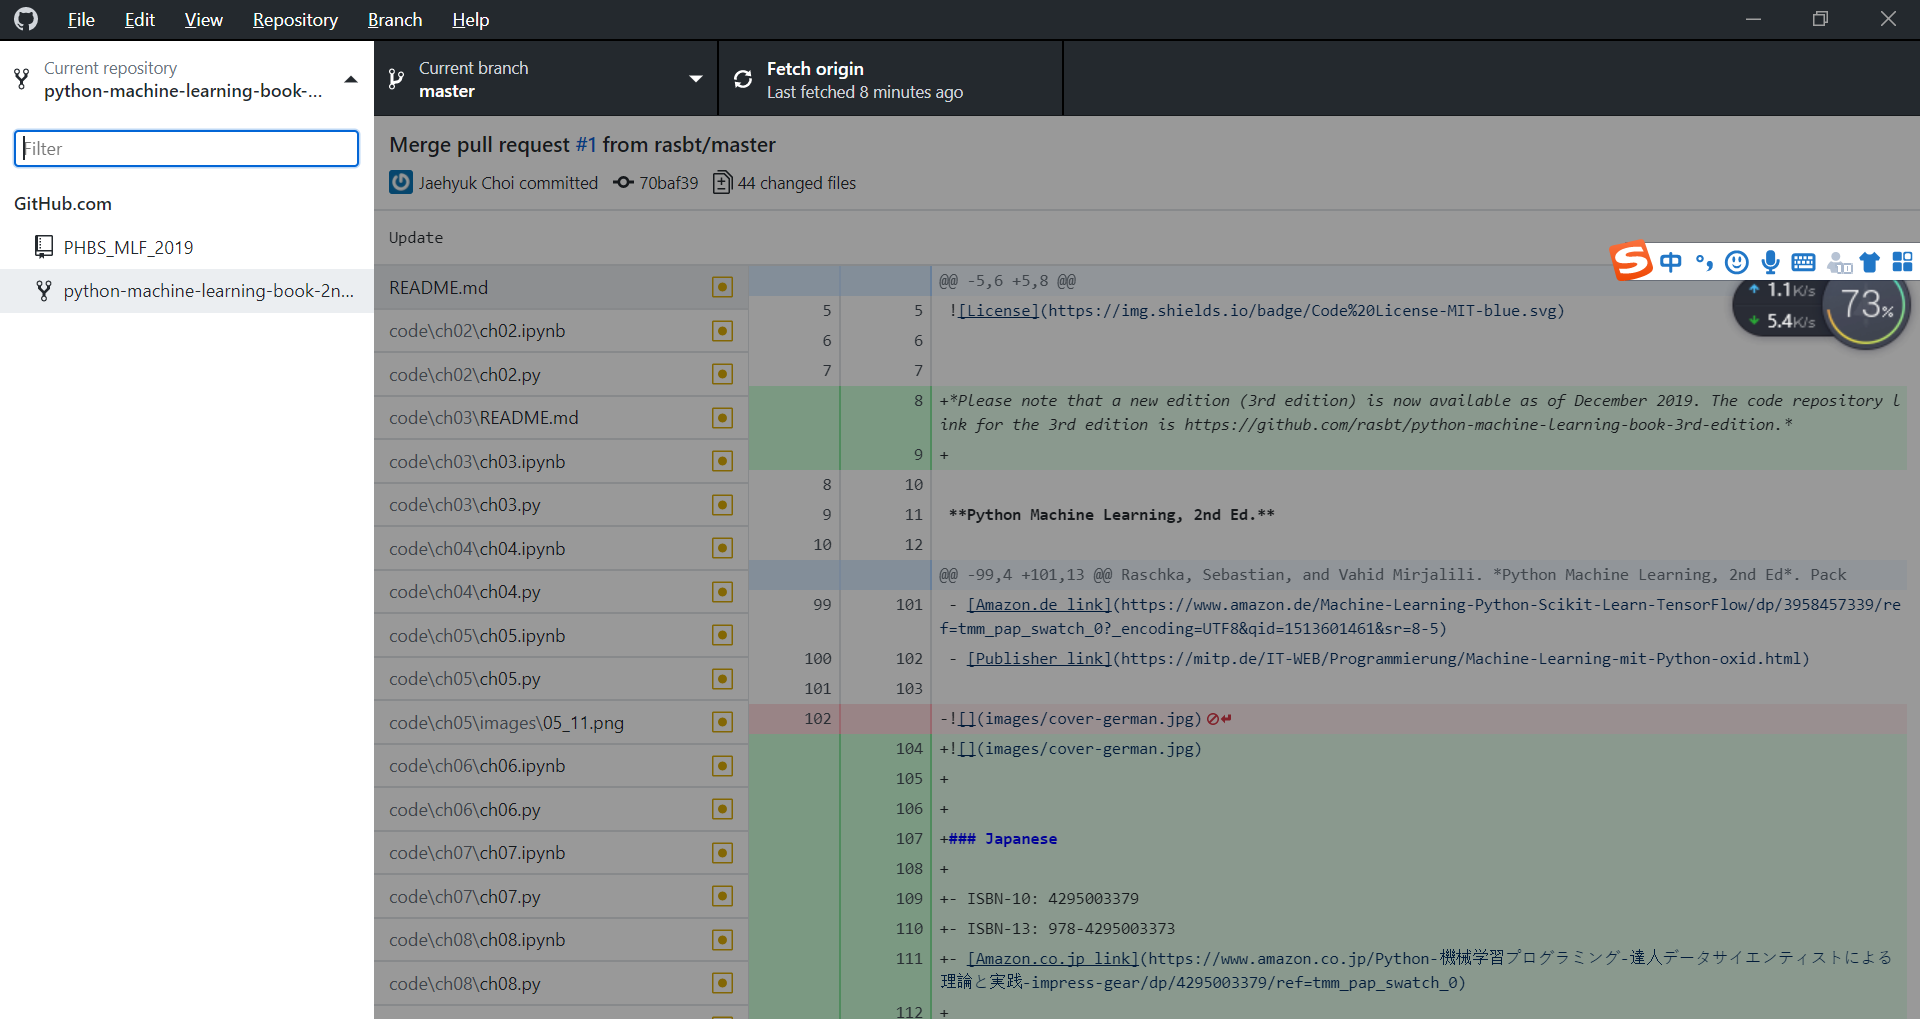 File Edit View Repository Branch Help
Current repository
python-machine-learning-book-...
Current branch
master
Fetch origin
Last fetched 8 minutes ago
Filter
GitHub.com
PHBS_MLF_2019
python-machine-learning-book-2n...
Merge pull request #1 from rasbt/master
Jaehyuk Choi committed 70baf39 44 changed files
Update
README.md
code\ch02\ch02.ipynb
code\ch02\ch02.py
code\ch03\README.md
code\ch03\ch03.ipynb
code\ch03\ch03.py
code\ch04\ch04.ipynb
code\ch04\ch04.py
code\ch05\ch05.ipynb
code\ch05\ch05.py
code\ch05\images\05_11.png
code\ch06\ch06.ipynb
code\ch06\ch06.py
code\ch07\ch07.ipynb
code\ch07\ch07.py
code\ch08\ch08.ipynb
code\ch08\ch08.py
@@ -5,6 +5,8 @@
5 5 ![License](https://img.shields.io/badge/Code%20License-MIT-blue.svg)
6 6
7 7
8 +*Please note that a new edition (3rd edition) is now available as of December 2019. The code repository l
ink for the 3rd edition is https://github.com/rasbt/python-machine-learning-book-3rd-edition.*
9 +
8 10
9 11 **Python Machine Learning, 2nd Ed.**
10 12
@@ -99,4 +101,13 @@ Raschka, Sebastian, and Vahid Mirjalili. *Python Machine Learning, 2nd Ed*. Pack
99 101 - [Amazon.de link](https://www.amazon.de/Machine-Learning-Python-Scikit-Learn-TensorFlow/dp/3958457339/re
f=tmm_pap_swatch_0?_encoding=UTF8&qid=1513601461&sr=8-5)
100 102 - [Publisher link](https://mitp.de/IT-WEB/Programmierung/Machine-Learning-mit-Python-oxid.html)
101 103
102 -![](images/cover-german.jpg)
104 +![](images/cover-german.jpg)
105 +
106 +
107 +### Japanese
108 +
109 +- ISBN-10: 4295003379
110 +- ISBN-13: 978-4295003373
111 +- [Amazon.co.jp link](https://www.amazon.co.jp/Python-機械学習プログラミング-達人データサイエンティストによる
理論と実践-impress-gear/dp/4295003379/ref=tmm_pap_swatch_0)
112 +
S 中
1.1K/s
5.4K/s
73%